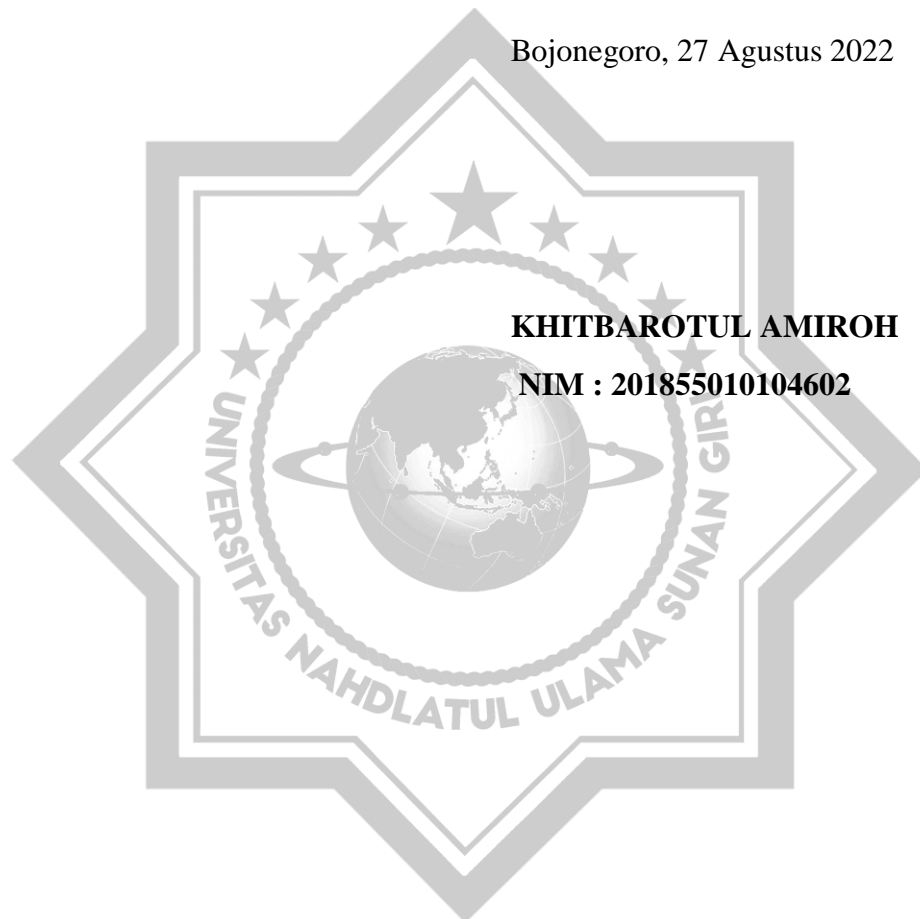 Bojonegoro, 27 Agustus 2022
KHITBAROTUL AMIROH
NIM : 201855010104602
UNIVERSITAS NAHDLATUL ULAMA SUNAN GIRI